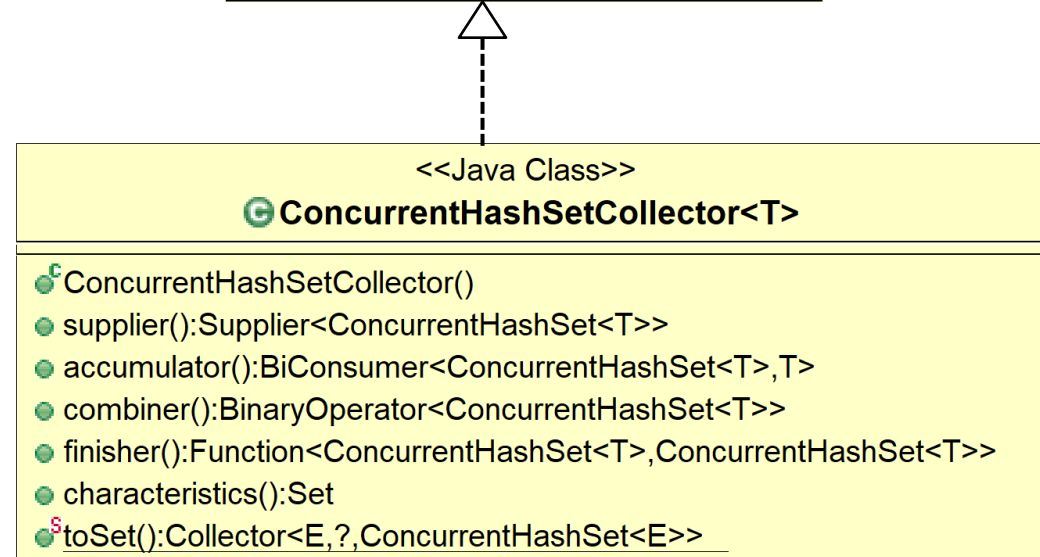 <<Java Class>>
C ConcurrentHashSetCollector<T>
C ConcurrentHashSetCollector()
supplier():Supplier<ConcurrentHashSet<T>>
accumulator():BiConsumer<ConcurrentHashSet<T>,T>
combiner():BinaryOperator<ConcurrentHashSet<T>>
finisher():Function<ConcurrentHashSet<T>,ConcurrentHashSet<T>>
characteristics():Set
S toSet():Collector<E,?,ConcurrentHashSet<E>>